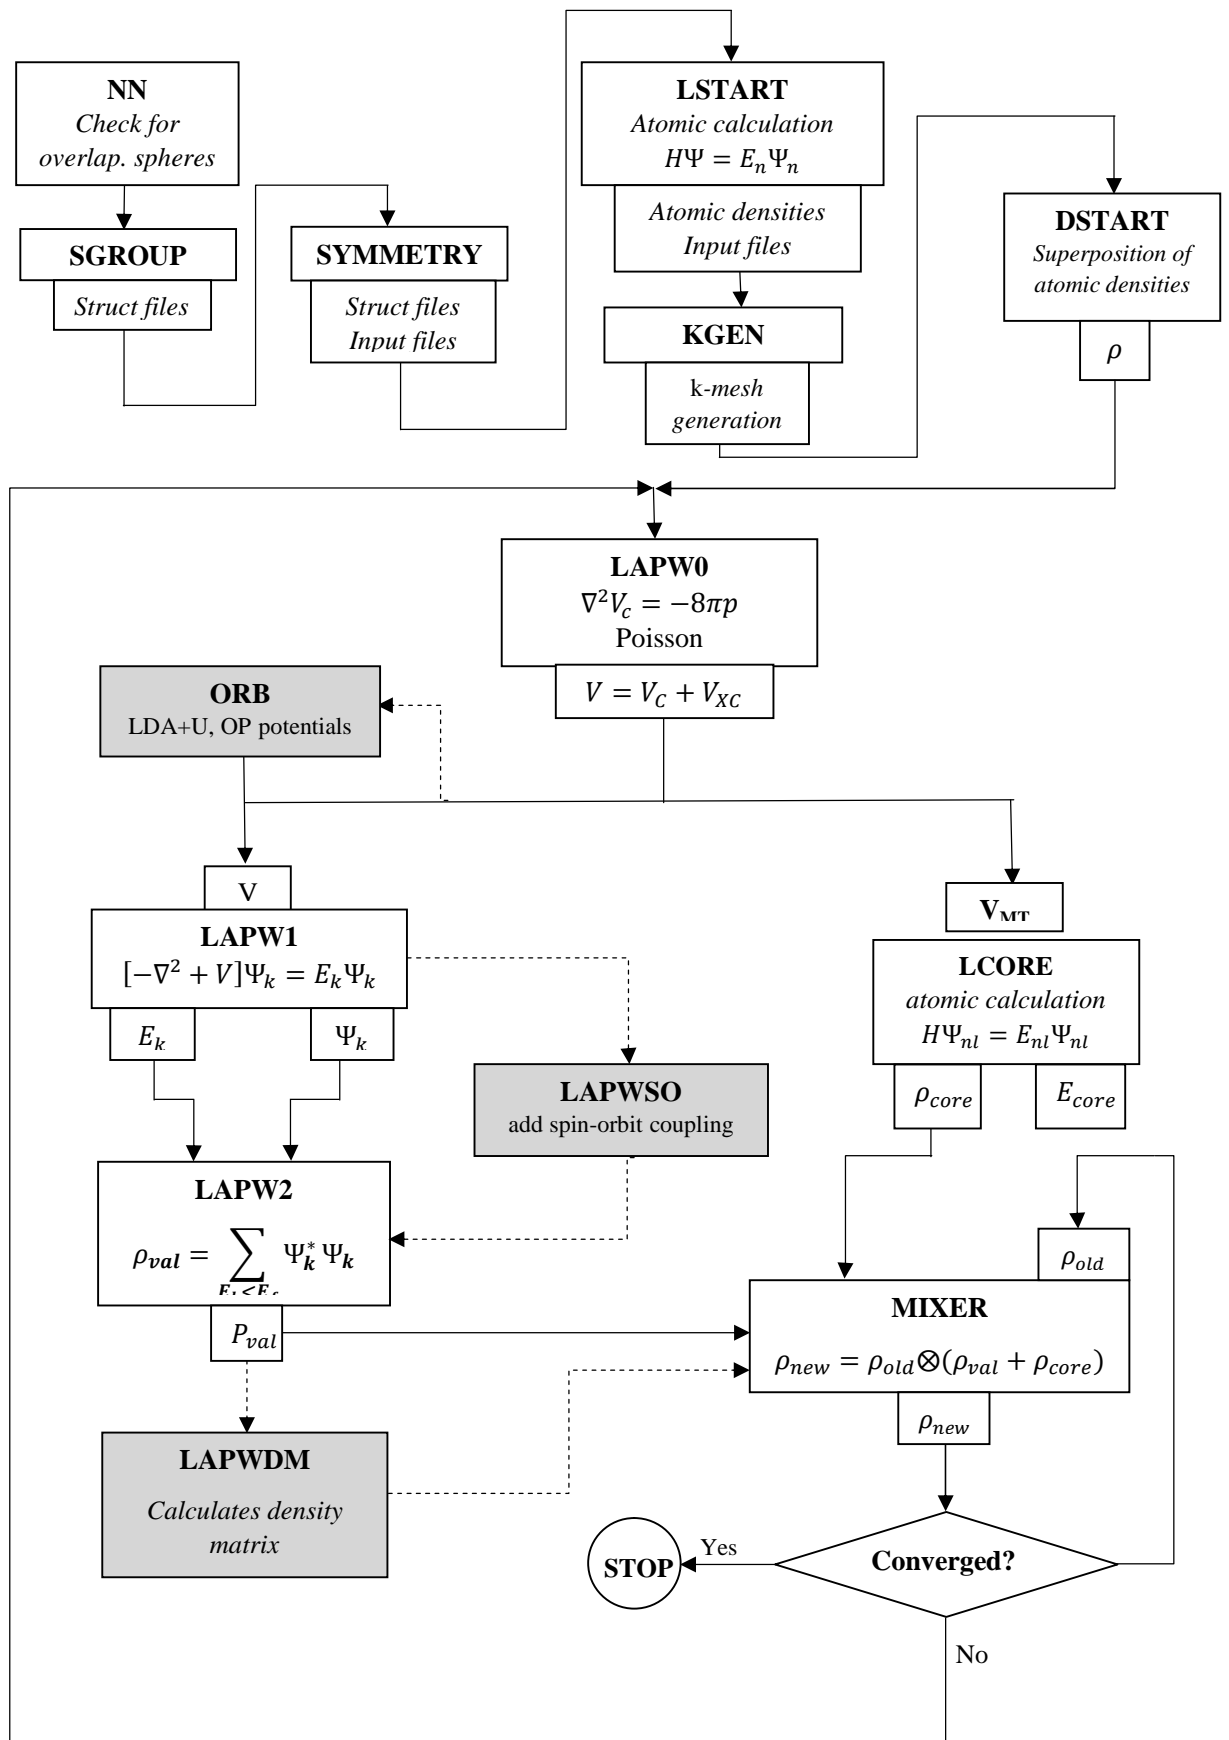 NN
Check for
overlap. spheres
SGROUP
Struct files
SYMMETRY
Struct files
Input files
LSTART
Atomic calculation
HΨ = EₙΨₙ
Atomic densities
Input files
KGEN
k-mesh
generation
DSTART
Superposition of
atomic densities
ρ
LAPW0
∇²V_c = −8πp
Poisson
V = V_C + V_XC
ORB
LDA+U, OP potentials
V
LAPW1
[−∇² + V]Ψ_k = E_kΨ_k
E_k
Ψ_k
V_MT
LCORE
atomic calculation
HΨ_nl = E_nlΨ_nl
ρ_core
E_core
LAPWSO
add spin-orbit coupling
LAPW2
ρ_val = ∑ Ψ*_k Ψ_k
P_val
ρ_old
MIXER
ρ_new = ρ_old⊗(ρ_val + ρ_core)
ρ_new
LAPWDM
Calculates density
matrix
STOP
Yes
Converged?
No